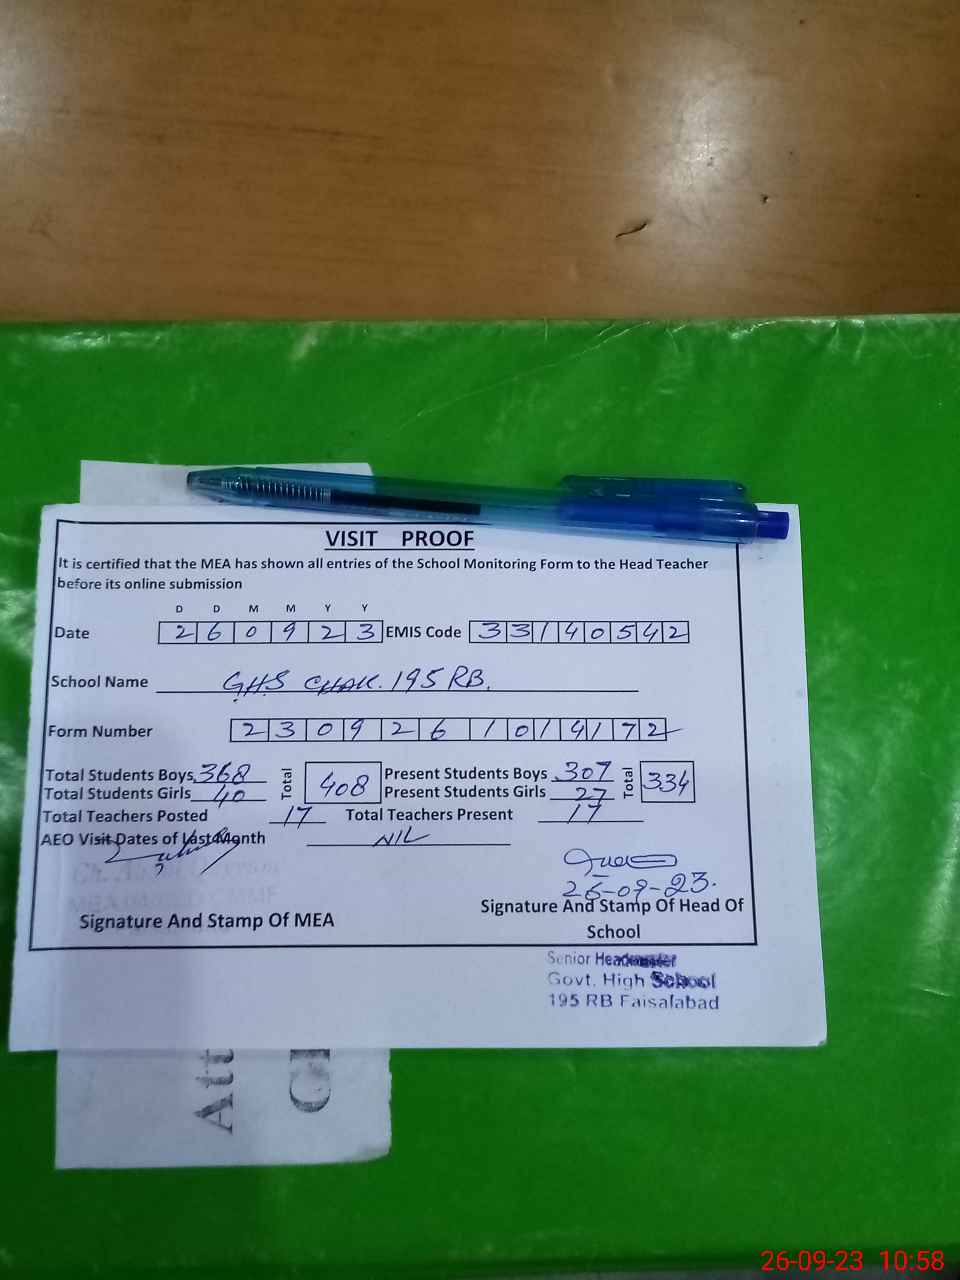 VISIT PROOF
It is certified that the MEA has shown all entries of the School Monitoring Form to the Head Teacher
before its online submission
D D M M Y Y
Date 2 6 0 9 2 3 EMIS Code 3 3 1 4 0 5 4 2
School Name GHS CHAK. 195 RB.
Form Number 2 3 0 9 2 6 1 0 1 4 1 7 2
Total Students Boys 368 Total 408 Present Students Boys 307 Total 334
Total Students Girls 40 Present Students Girls 27
Total Teachers Posted 17 Total Teachers Present 17
AEO Visit Dates of Last Month NIL
26-09-23.
Signature And Stamp Of MEA Signature And Stamp Of Head Of
School
Senior Headmaster
Govt. High School
195 RB Faisalabad
Att
26-09-23 10:58